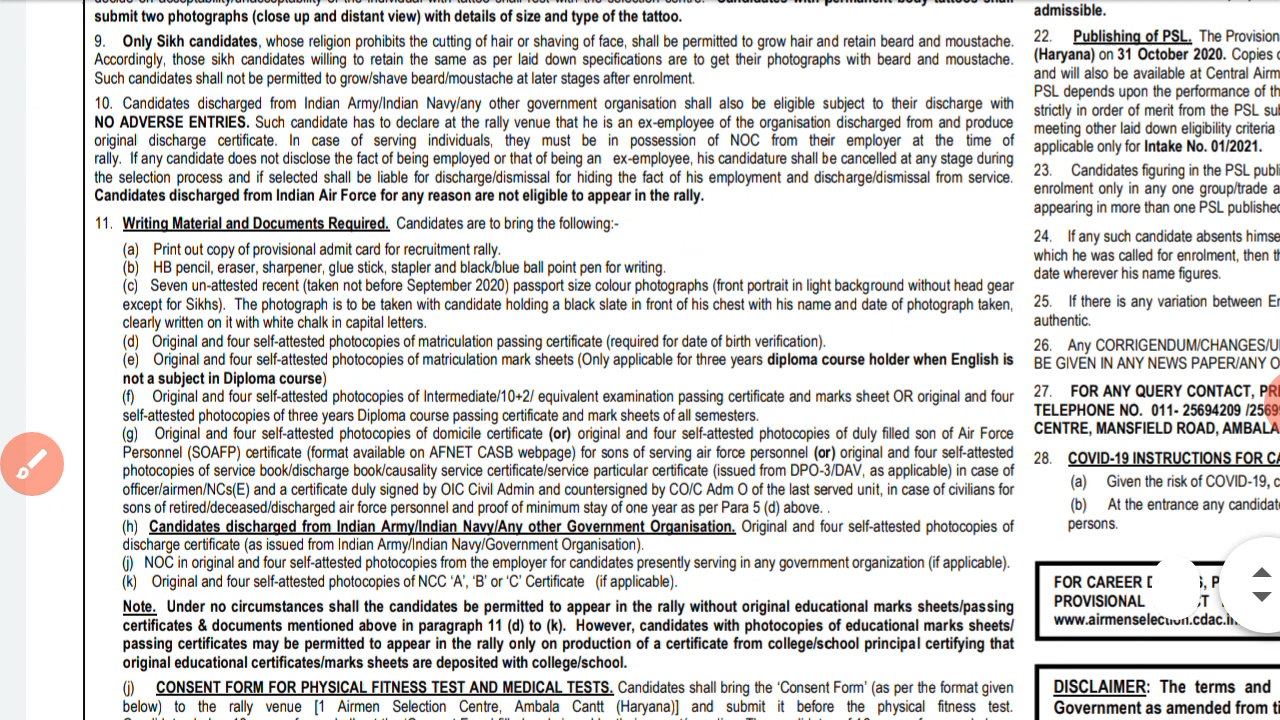 submit two photographs (close up and distant view) with details of size and type of the tattoo.
9. Only Sikh candidates, whose religion prohibits the cutting of hair or shaving of face, shall be permitted to grow hair and retain beard and moustache.
Accordingly, those sikh candidates willing to retain the same as per laid down specifications are to get their photographs with beard and moustache.
Such candidates shall not be permitted to grow/shave beard/moustache at later stages after enrolment.
10. Candidates discharged from Indian Army/Indian Navy/any other government organisation shall also be eligible subject to their discharge with
NO ADVERSE ENTRIES. Such candidate has to declare at the rally venue that he is an ex-employee of the organisation discharged from and produce
original discharge certificate. In case of serving individuals, they must be in possession of NOC from their employer at the time of
rally. If any candidate does not disclose the fact of being employed or that of being an ex-employee, his candidature shall be cancelled at any stage during
the selection process and if selected shall be liable for discharge/dismissal for hiding the fact of his employment and discharge/dismissal from service.
Candidates discharged from Indian Air Force for any reason are not eligible to appear in the rally.
11. Writing Material and Documents Required. Candidates are to bring the following:-
(a) Print out copy of provisional admit card for recruitment rally.
(b) HB pencil, eraser, sharpener, glue stick, stapler and black/blue ball point pen for writing.
(c) Seven un-attested recent (taken not before September 2020) passport size colour photographs (front portrait in light background without head gear
except for Sikhs). The photograph is to be taken with candidate holding a black slate in front of his chest with his name and date of photograph taken,
clearly written on it with white chalk in capital letters.
(d) Original and four self-attested photocopies of matriculation passing certificate (required for date of birth verification).
(e) Original and four self-attested photocopies of matriculation mark sheets (Only applicable for three years diploma course holder when English is
not a subject in Diploma course)
(f) Original and four self-attested photocopies of Intermediate/10+2/ equivalent examination passing certificate and marks sheet OR original and four
self-attested photocopies of three years Diploma course passing certificate and mark sheets of all semesters.
(g) Original and four self-attested photocopies of domicile certificate (or) original and four self-attested photocopies of duly filled son of Air Force
Personnel (SOAFP) certificate (format available on AFNET CASB webpage) for sons of serving air force personnel (or) original and four self-attested
photocopies of service book/discharge book/causality service certificate/service particular certificate (issued from DPO-3/DAV, as applicable) in case of
officer/airmen/NCs(E) and a certificate duly signed by OIC Civil Admin and countersigned by CO/C Adm O of the last served unit, in case of civilians for
sons of retired/deceased/discharged air force personnel and proof of minimum stay of one year as per Para 5 (d) above. .
(h) Candidates discharged from Indian Army/Indian Navy/Any other Government Organisation. Original and four self-attested photocopies of
discharge certificate (as issued from Indian Army/Indian Navy/Government Organisation).
(j) NOC in original and four self-attested photocopies from the employer for candidates presently serving in any government organization (if applicable).
(k) Original and four self-attested photocopies of NCC 'A', 'B' or 'C' Certificate (if applicable).
Note. Under no circumstances shall the candidates be permitted to appear in the rally without original educational marks sheets/passing
certificates & documents mentioned above in paragraph 11 (d) to (k). However, candidates with photocopies of educational marks sheets/
passing certificates may be permitted to appear in the rally only on production of a certificate from college/school principal certifying that
original educational certificates/marks sheets are deposited with college/school.
(j) CONSENT FORM FOR PHYSICAL FITNESS TEST AND MEDICAL TESTS. Candidates shall bring the 'Consent Form' (as per the format given
below) to the rally venue [1 Airmen Selection Centre, Ambala Cantt (Haryana)] and submit it before the physical fitness test.
admissible.
22. Publishing of PSL. The Provision
(Haryana) on 31 October 2020. Copies
and will also be available at Central Airm
PSL depends upon the performance of th
strictly in order of merit from the PSL
meeting other laid down eligibility criteria
applicable only for Intake No. 01/2021.
23. Candidates figuring in the PSL publ
enrolment only in any one group/trade a
appearing in more than one PSL published
24. If any such candidate absents himse
which he was called for enrolment, then
date wherever his name figures.
25. If there is any variation between
authentic.
26. Any CORRIGENDUM/CHANGES/U
BE GIVEN IN ANY NEWS PAPER/ANY O
27. FOR ANY QUERY CONTACT,
TELEPHONE NO. 011- 25694209 /2569
CENTRE, MANSFIELD ROAD, AMBALA
28. COVID-19 INSTRUCTIONS FOR
(a) Given the risk of COVID-19,
(b) At the entrance any candidat
persons.
FOR CAREER
PROVISIONAL
www.airmenselection.cdac.in
DISCLAIMER: The terms and
Government as amended from